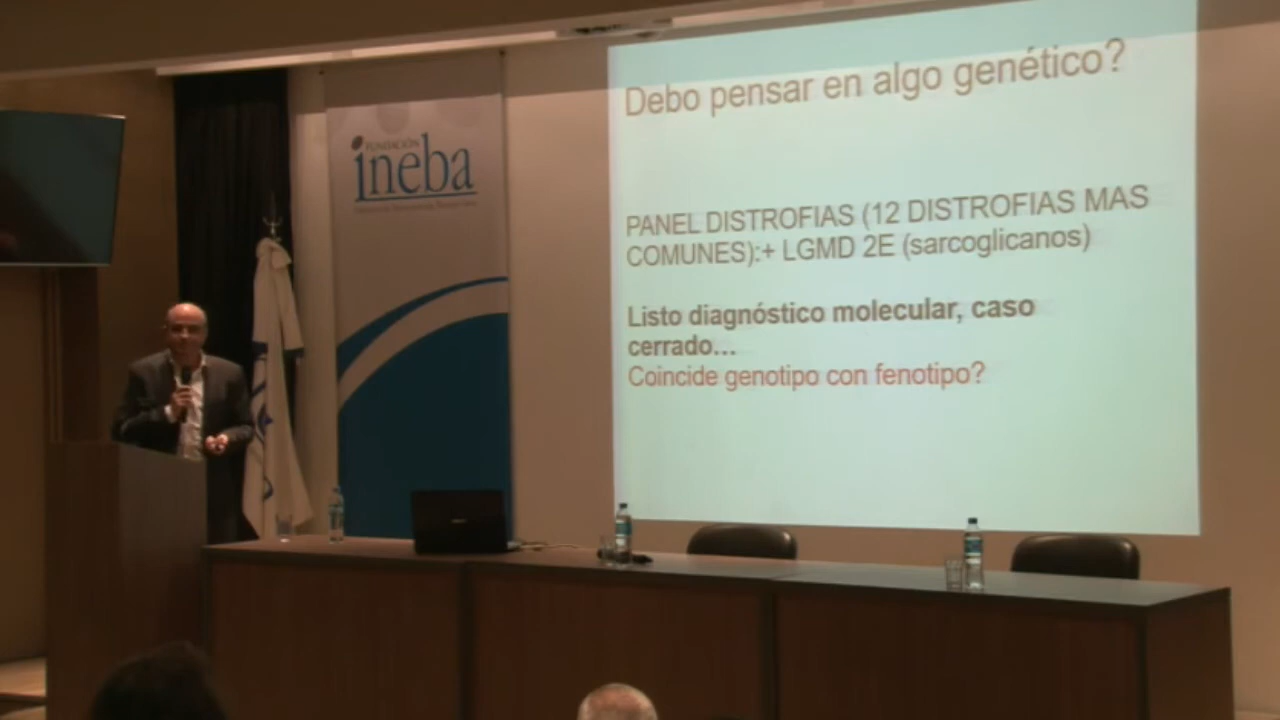 Debo pensar en algo genético?
PANEL DISTROFIAS (12 DISTROFIAS MAS
COMUNES):+ LGMD 2E (sarcoglicanos)
Listo diagnóstico molecular, caso
cerrado...
Coincide genotipo con fenotipo?
FUNDACIÓN
ineba